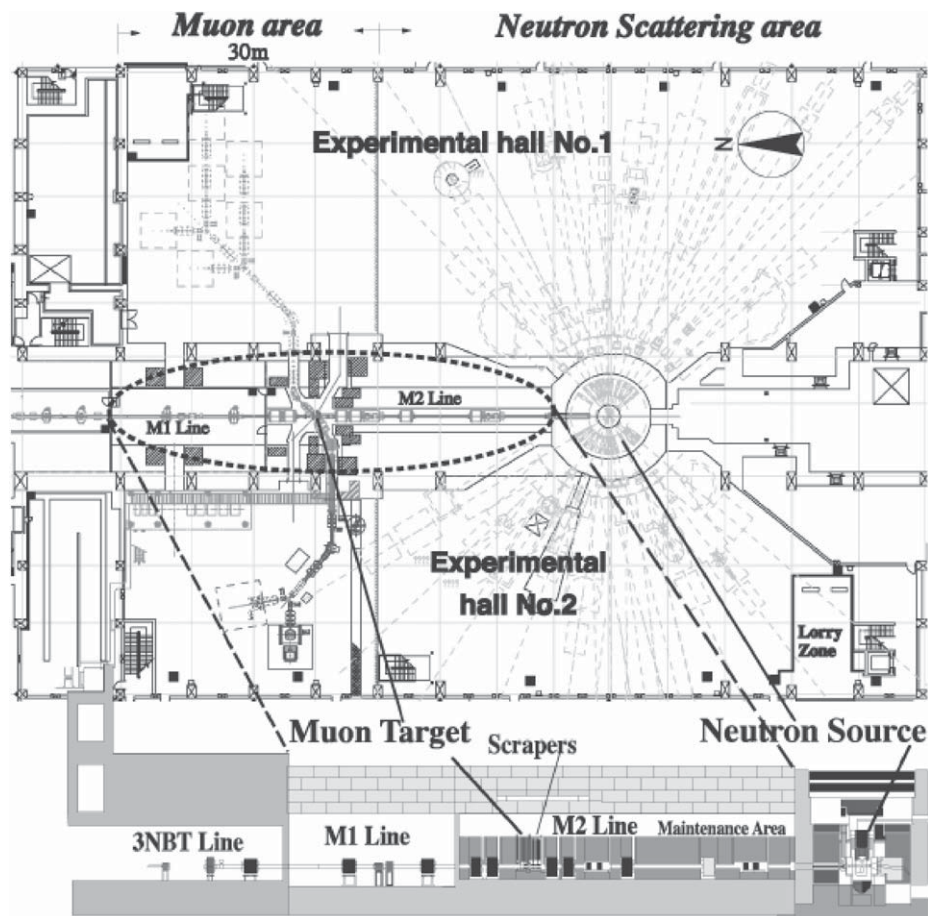 Muon area
Neutron Scattering area
30m
Experimental hall No.1
N
M2 Line
M1 Line
Experimental
hall No.2
Lorry
Zone
Muon Target
Scrapers
Neutron Source
3NBT Line
M1 Line
M2 Line
Maintenance Area